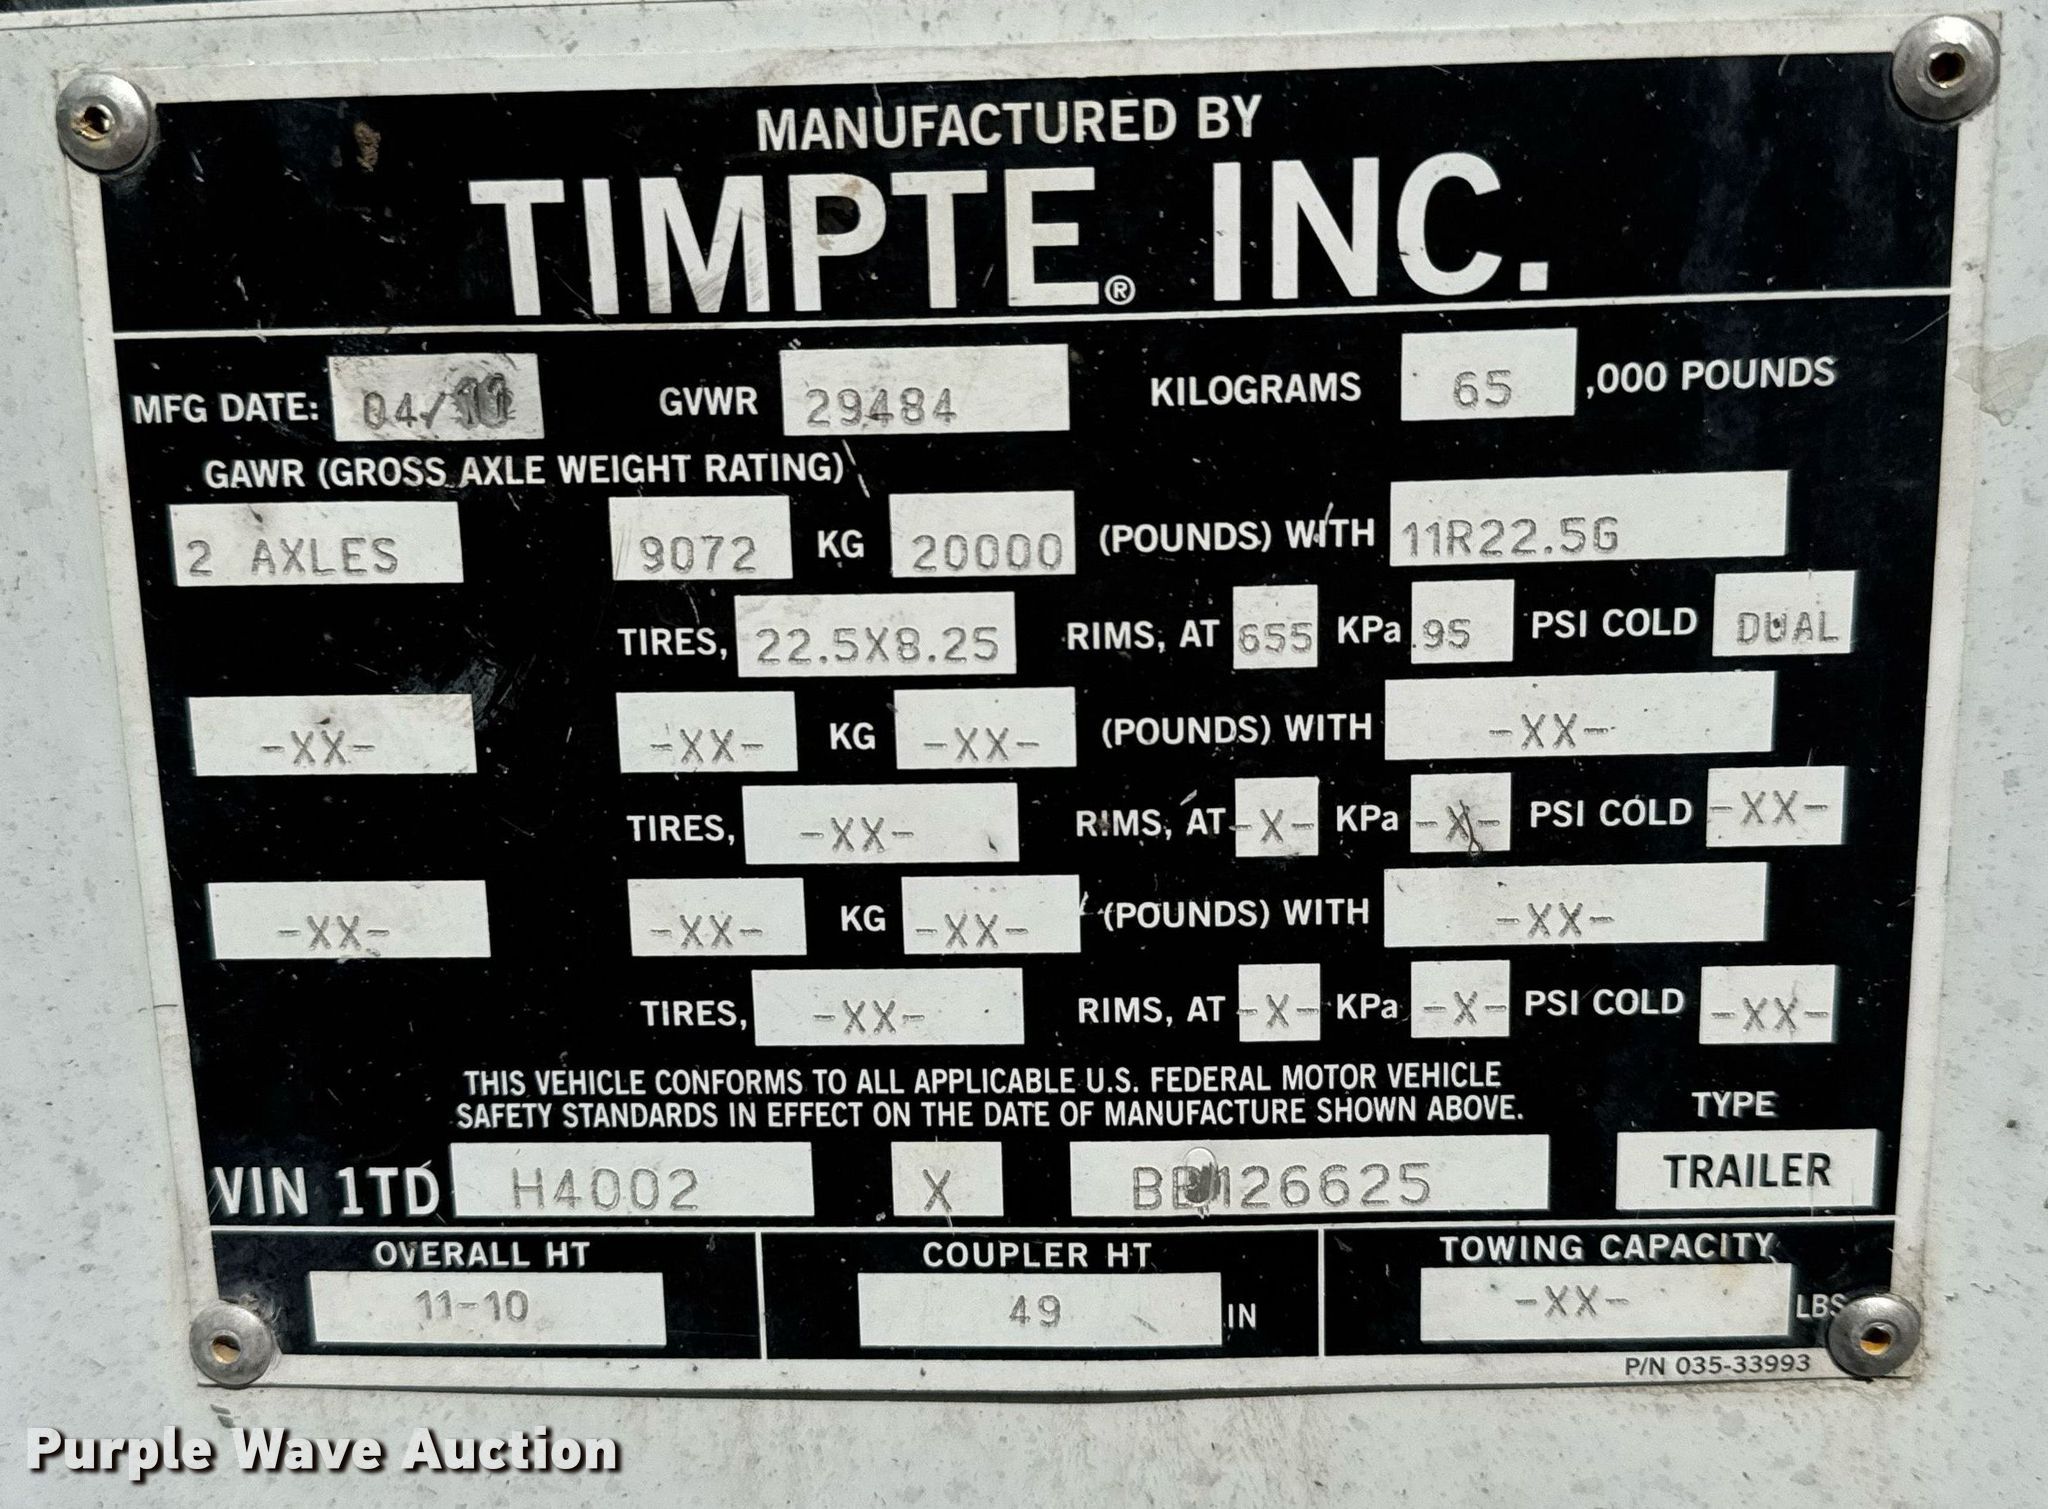 MANUFACTURED BY
TIMPTE® INC.
MFG DATE: 04/11 GVWR 29484 KILOGRAMS 65 ,000 POUNDS
GAWR (GROSS AXLE WEIGHT RATING)
2 AXLES 9072 KG 20000 (POUNDS) WITH 11R22.5G
TIRES, 22.5X8.25 RIMS, AT 655 KPa 95 PSI COLD DUAL
-XX- -XX- KG -XX- (POUNDS) WITH -XX-
TIRES, -XX- RIMS, AT -X- KPa -X- PSI COLD -XX-
-XX- -XX- KG -XX- (POUNDS) WITH -XX-
TIRES, -XX- RIMS, AT -X- KPa -X- PSI COLD -XX-
THIS VEHICLE CONFORMS TO ALL APPLICABLE U.S. FEDERAL MOTOR VEHICLE
SAFETY STANDARDS IN EFFECT ON THE DATE OF MANUFACTURE SHOWN ABOVE.
TYPE
VIN 1TD H4002 X BB126625 TRAILER
OVERALL HT COUPLER HT TOWING CAPACITY
11-10 49 IN -XX- LBS
P/N 035-33993
Purple Wave Auction